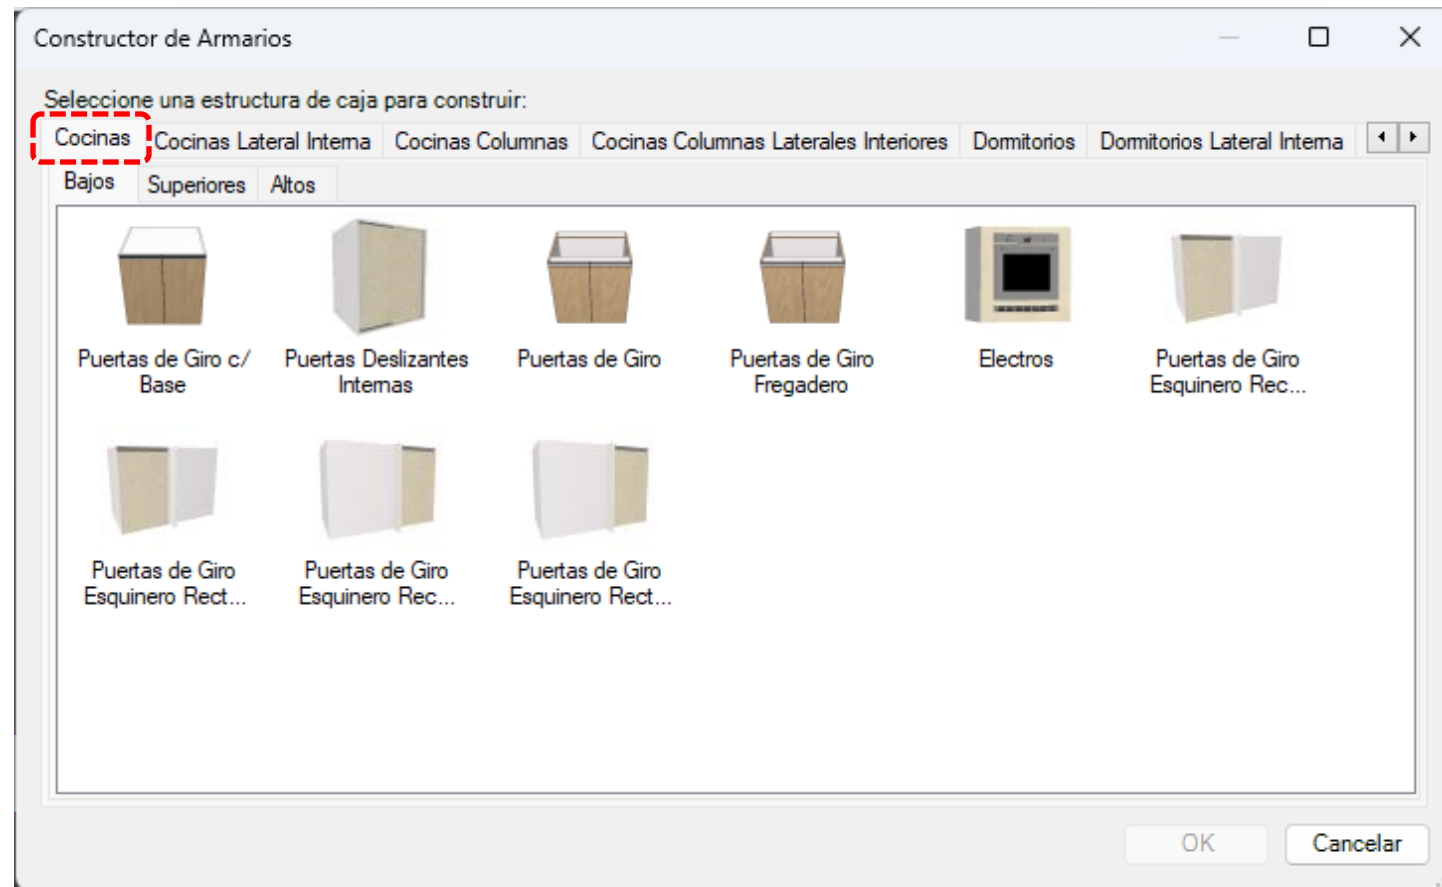 Constructor de Armarios
Seleccione una estructura de caja para construir:
Cocinas Cocinas Lateral Interna Cocinas Columnas Cocinas Columnas Laterales Interiores Dormitorios Dormitorios Lateral Interna
Bajos Superiores Altos
Puertas de Giro c/
Base
Puertas Deslizantes
Internas
Puertas de Giro
Puertas de Giro
Fregadero
Electros
Puertas de Giro
Esquinero Rec...
Puertas de Giro
Esquinero Rect...
Puertas de Giro
Esquinero Rec...
Puertas de Giro
Esquinero Rect...
OK Cancelar